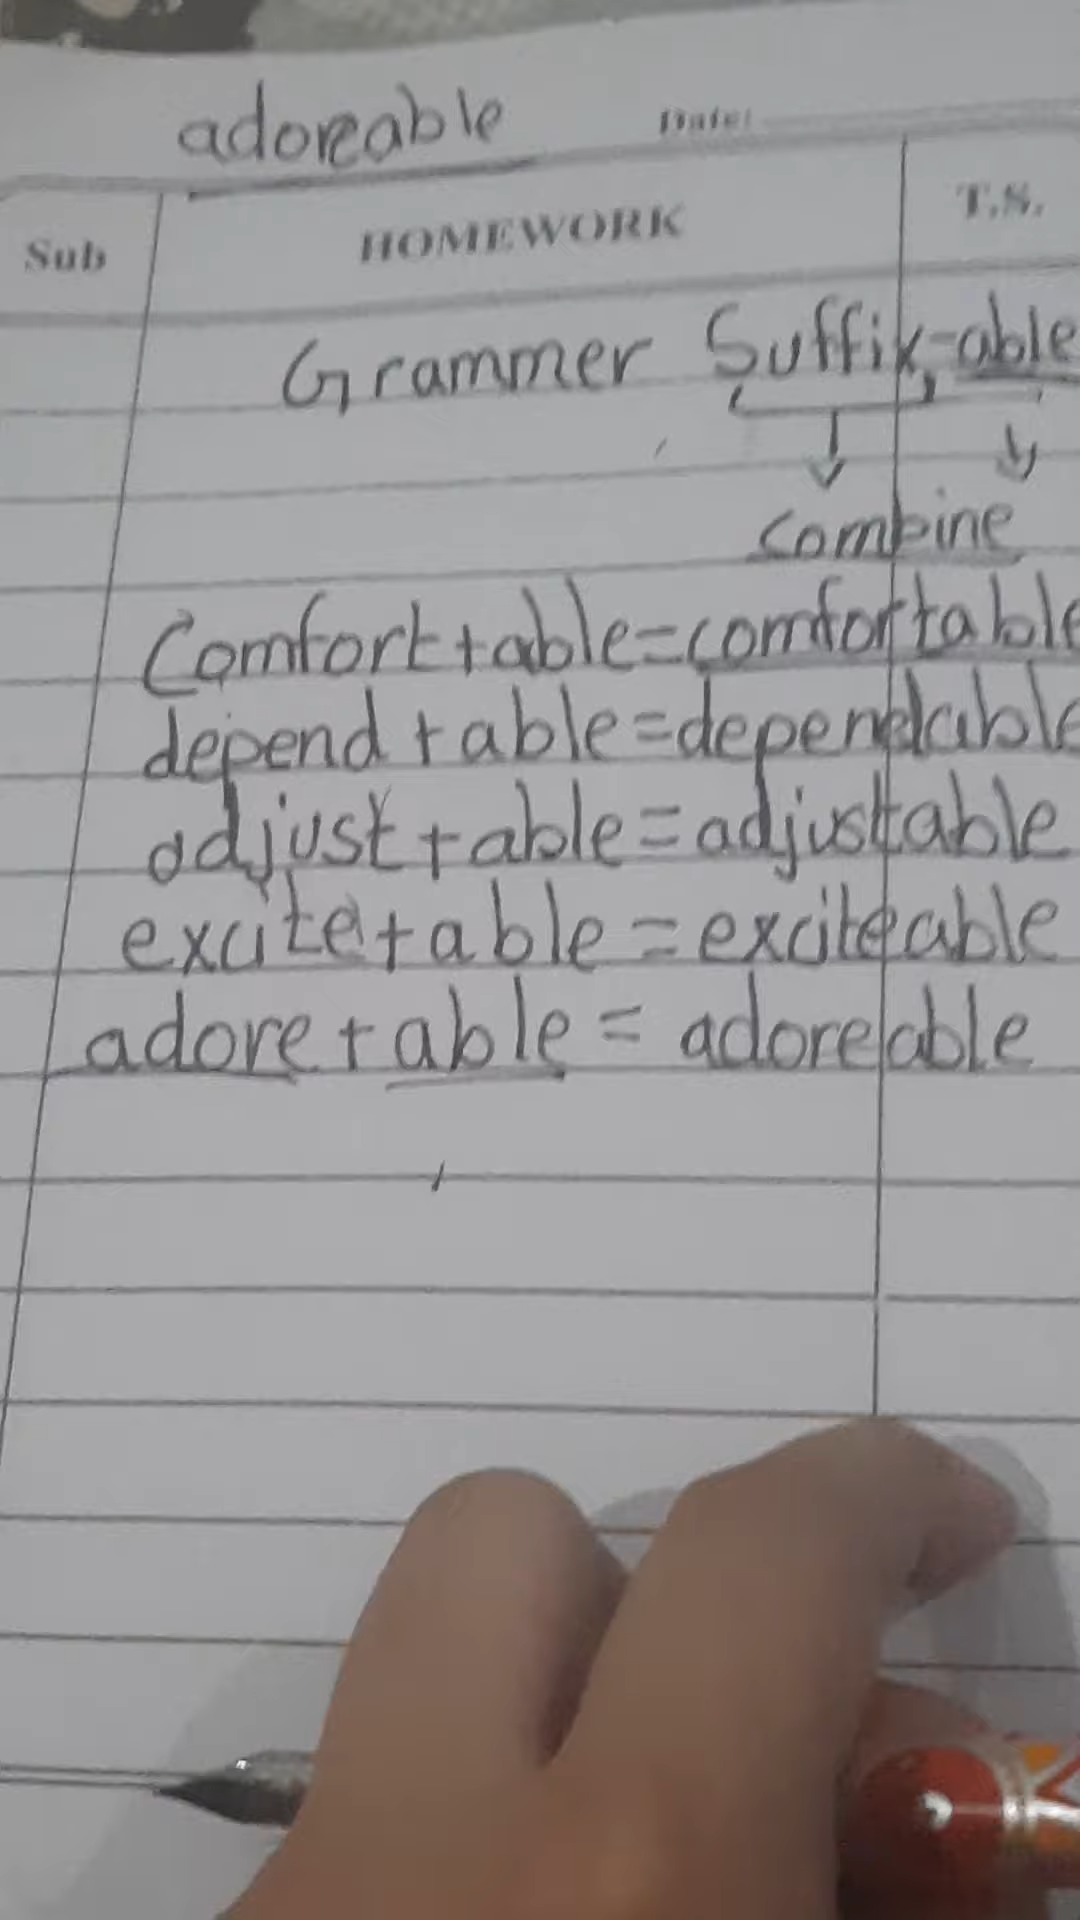 adoreable
Date:
Sub HOMEWORK T.S.
Grammer Suffix-able
combine
Comfort+able=comfortable
depend+able=dependable
adjust+able=adjustable
excite+able=exciteable
adore+able=adoreable